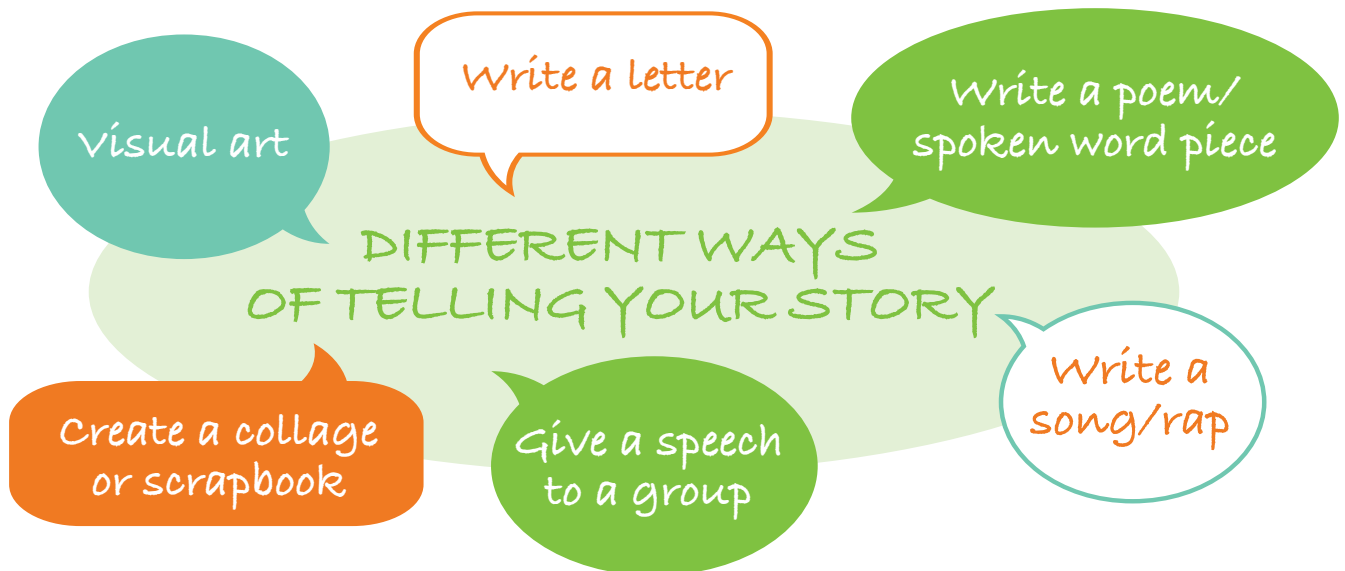 Visual art
Write a letter
Write a poem/
spoken word piece
DIFFERENT WAYS
OF TELLING YOUR STORY
Create a collage
or scrapbook
Give a speech
to a group
Write a
song/rap